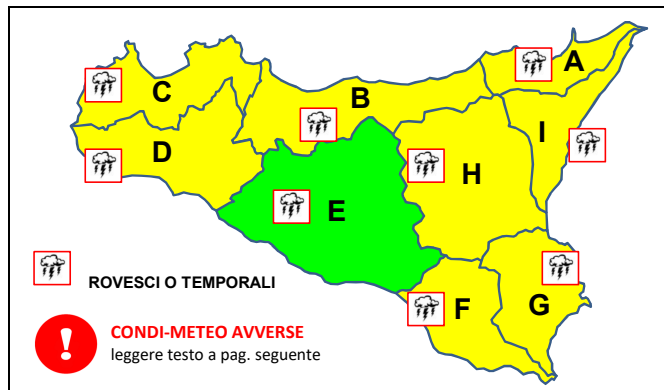 A
C
B
I
D
H
E
ROVESCI O TEMPORALI
F
G
! CONDI-METEO AVVERSE
leggere testo a pag. seguente